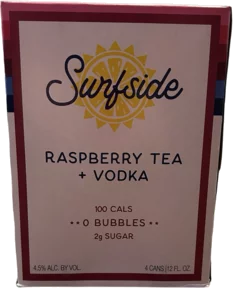 Surfside
RASPBERRY TEA
+ VODKA
100 CALS
**0 BUBBLES**
2g SUGAR
4.5% ALC. BY VOL. 4 CANS (12 FL. OZ.